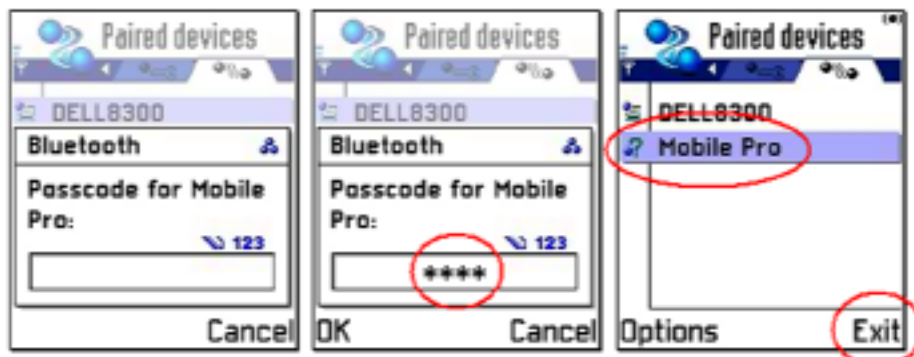 Paired devices
DELL8300
Bluetooth
Passcode for Mobile
Pro:
123
Cancel
Paired devices
DELL8300
Bluetooth
Passcode for Mobile
Pro:
123
****
OK Cancel
Paired devices
DELL8300
Mobile Pro
Options Exit